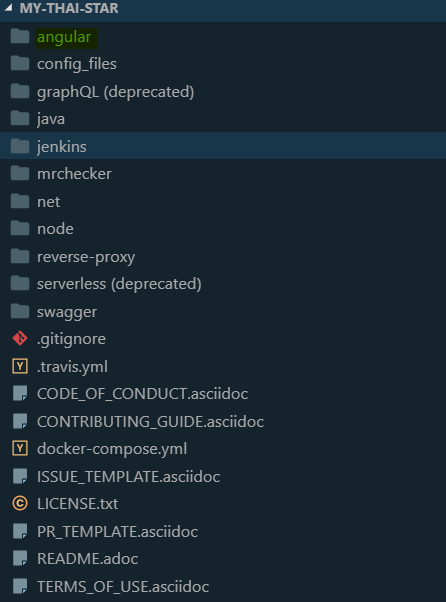 MY-THAI-STAR
angular
config_files
graphQL (deprecated)
java
jenkins
mrchecker
net
node
reverse-proxy
serverless (deprecated)
swagger
.gitignore
.travis.yml
CODE_OF_CONDUCT.asciidoc
CONTRIBUTING_GUIDE.asciidoc
docker-compose.yml
ISSUE_TEMPLATE.asciidoc
LICENSE.txt
PR_TEMPLATE.asciidoc
README.adoc
TERMS_OF_USE.asciidoc